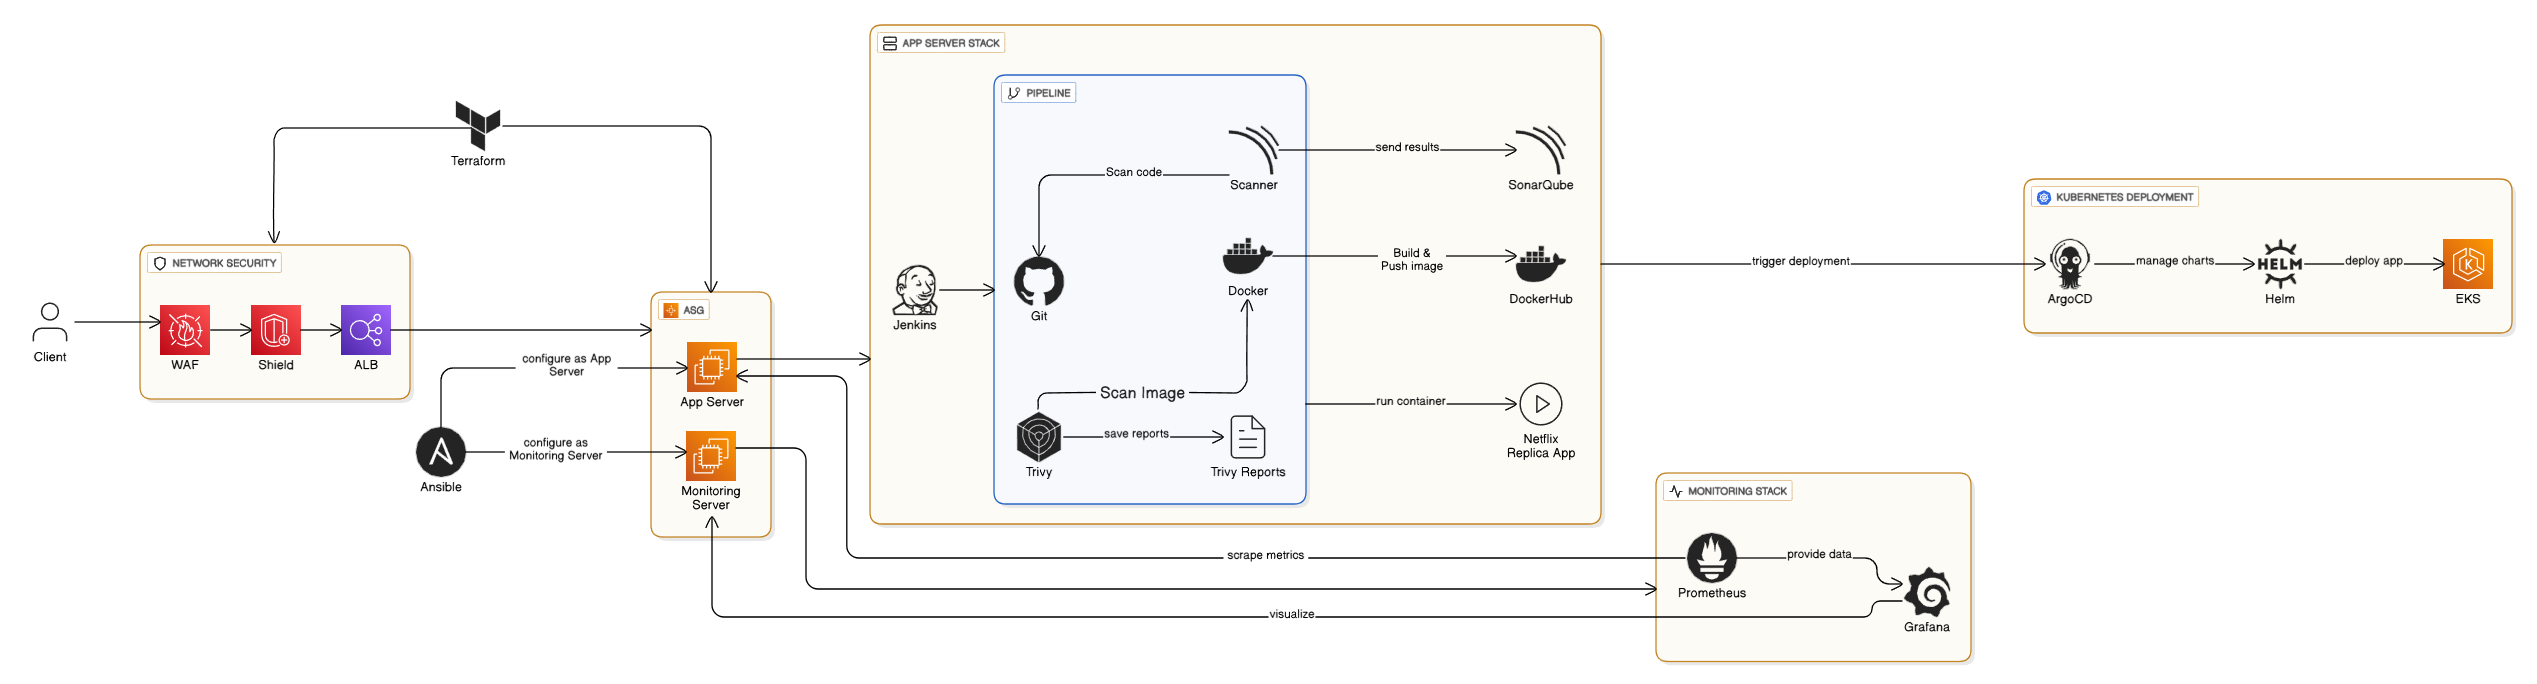 APP SERVER STACK
PIPELINE
Terraform
Scan code
Scanner
send results
SonarQube
NETWORK SECURITY
Client
WAF
Shield
ALB
ASG
configure as App
Server
App Server
configure as
Monitoring Server
Ansible
Monitoring
Server
Jenkins
Git
Docker
Build &
Push image
DockerHub
Scan Image
Trivy
save reports
Trivy Reports
run container
Netflix
Replica App
trigger deployment
KUBERNETES DEPLOYMENT
ArgoCD
manage charts
HELM
Helm
deploy app
EKS
MONITORING STACK
scrape metrics
Prometheus
provide data
Grafana
visualize